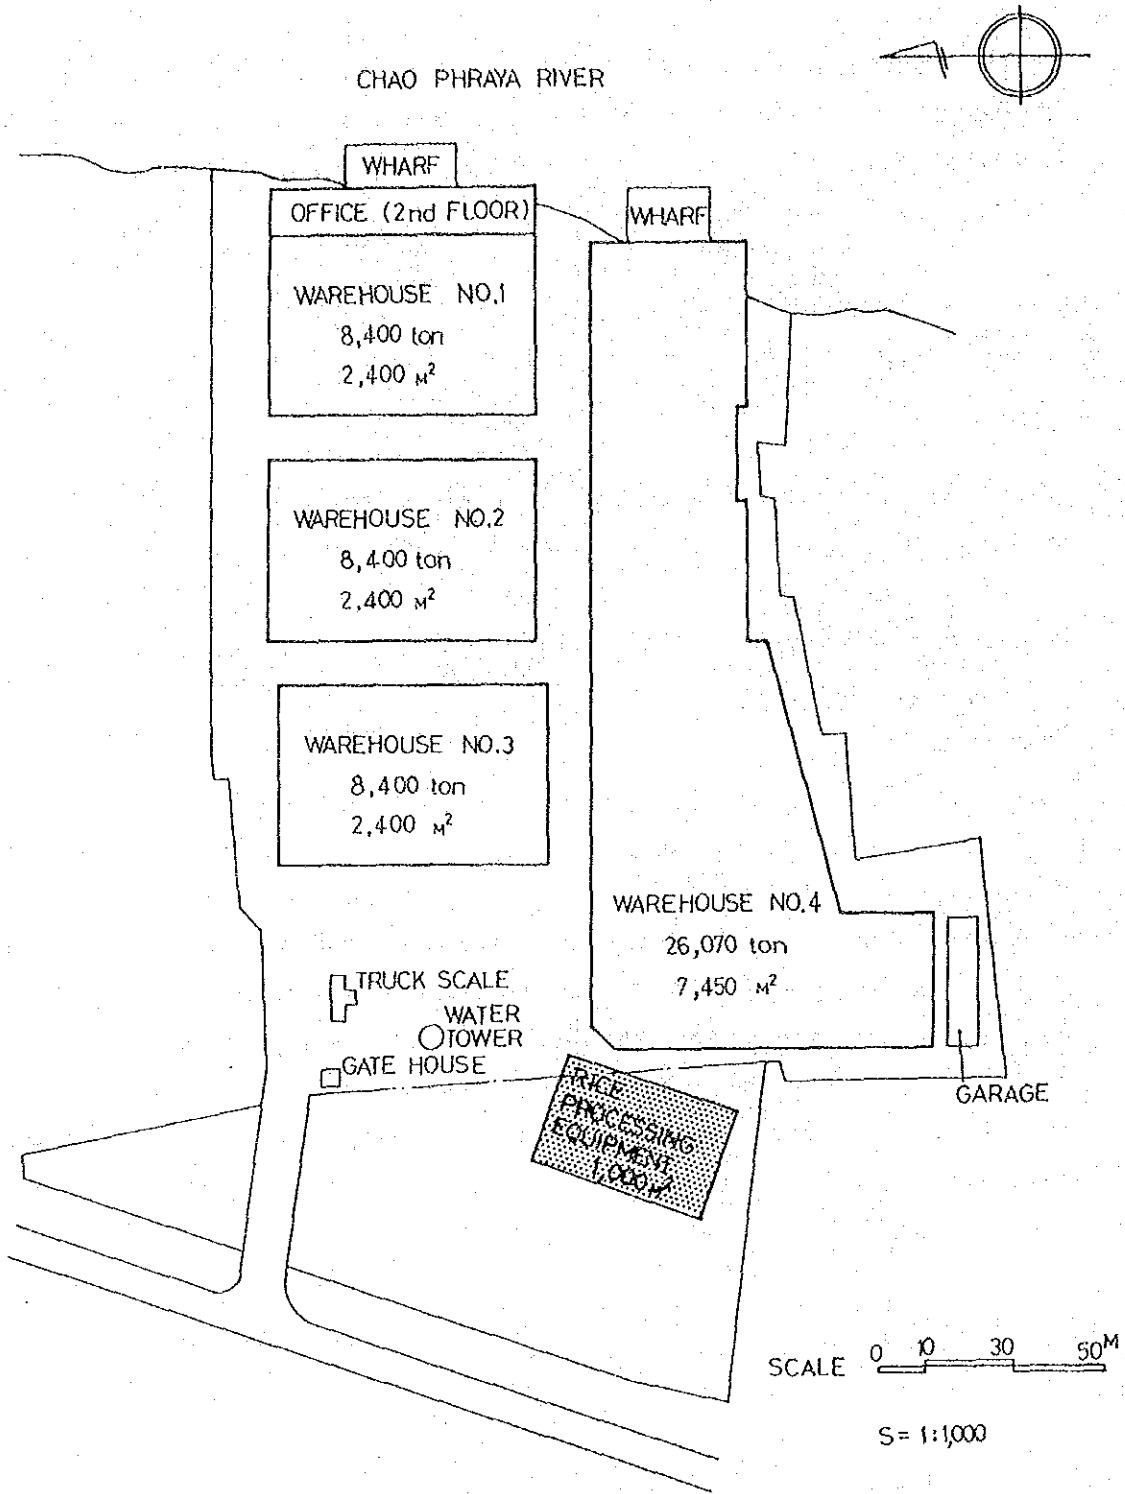 CHAO PHRAYA RIVER
WHARF
OFFICE (2nd FLOOR)
WHARF
WAREHOUSE NO.1
8,400 ton
2,400 M²
WAREHOUSE NO.2
8,400 ton
2,400 M²
WAREHOUSE NO.3
8,400 ton
2,400 M²
WAREHOUSE NO.4
26,070 ton
7,450 M²
TRUCK SCALE
WATER
TOWER
GATE HOUSE
RICE
PROCESSING
EQUIPMENT
1,000 M²
GARAGE
SCALE 0 10 30 50M
S= 1:1,000